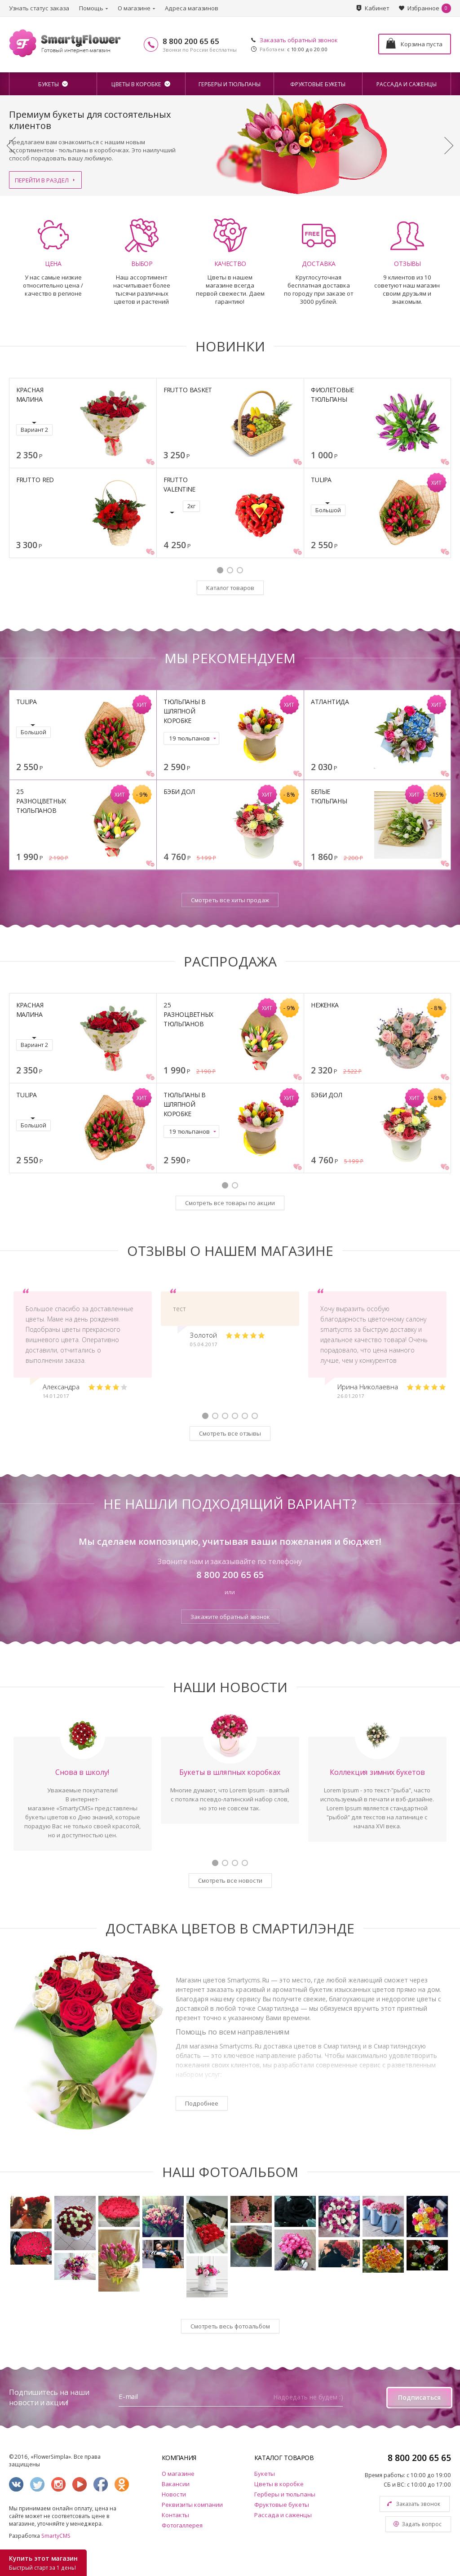 Узнать статус заказа
Помощь
О магазине
Адреса магазинов
Кабинет
Избранное 0
SmartyFlower
Готовый интернет-магазин
8 800 200 65 65
Звонки по России бесплатны
Заказать обратный звонок
Работаем: с 10:00 до 20:00
Корзина пуста
БУКЕТЫ
ЦВЕТЫ В КОРОБКЕ
ГЕРБЕРЫ И ТЮЛЬПАНЫ
ФРУКТОВЫЕ БУКЕТЫ
РАССАДА И САЖЕНЦЫ
Премиум букеты для состоятельных
клиентов
Предлагаем вам ознакомиться с нашим новым
ассортиментом - тюльпаны в коробочках. Это наилучший
способ порадовать вашу любимую.
ПЕРЕЙТИ В РАЗДЕЛ
ЦЕНА
У нас самые низкие
относительно цена /
качество в регионе
ВЫБОР
Наш ассортимент
насчитывает более
тысячи различных
цветов и растений
КАЧЕСТВО
Цветы в нашем
магазине всегда
первой свежести. Даем
гарантию!
FREE
ДОСТАВКА
Круглосуточная
бесплатная доставка
по городу при заказе от
3000 рублей.
ОТЗЫВЫ
9 клиентов из 10
советуют наш магазин
своим друзьям и
знакомым.
НОВИНКИ
КРАСНАЯ
МАЛИНА
Вариант 2
2 350 Р
FRUTTO BASKET
3 250 Р
ФИОЛЕТОВЫЕ
ТЮЛЬПАНЫ
1 000 Р
FRUTTO RED
3 300 Р
FRUTTO
VALENTINE
2кг
4 250 Р
TULIPA
Большой
ХИТ
2 550 Р
Каталог товаров
МЫ РЕКОМЕНДУЕМ
TULIPA
Большой
ХИТ
2 550 Р
ТЮЛЬПАНЫ В
ШЛЯПНОЙ
КОРОБКЕ
19 тюльпанов
ХИТ
2 590 Р
АТЛАНТИДА
ХИТ
2 030 Р
25
РАЗНОЦВЕТНЫХ
ТЮЛЬПАНОВ
ХИТ
- 9%
1 990 Р 2 190 Р
БЭБИ ДОЛ
ХИТ
- 8%
4 760 Р 5 199 Р
БЕЛЫЕ
ТЮЛЬПАНЫ
ХИТ
- 15%
1 860 Р 2 200 Р
Смотреть все хиты продаж
РАСПРОДАЖА
КРАСНАЯ
МАЛИНА
Вариант 2
2 350 Р
25
РАЗНОЦВЕТНЫХ
ТЮЛЬПАНОВ
ХИТ
- 9%
1 990 Р 2 190 Р
НЕЖЕНКА
- 8%
2 320 Р 2 522 Р
TULIPA
Большой
ХИТ
2 550 Р
ТЮЛЬПАНЫ В
ШЛЯПНОЙ
КОРОБКЕ
19 тюльпанов
ХИТ
2 590 Р
БЭБИ ДОЛ
ХИТ
- 8%
4 760 Р 5 199 Р
Смотреть все товары по акции
ОТЗЫВЫ О НАШЕМ МАГАЗИНЕ
Большое спасибо за доставленные
цветы. Маме на день рождения
Подобраны цветы прекрасного
вишневого цвета. Оперативно
доставили, отчитались о
выполнении заказа.
Александра
14.01.2017
тест
Золотой
05.04.2017
Хочу выразить особую
благодарность цветочному салону
smartycms за быструю доставку и
идеальное качество товара! Очень
порадовало, что цена намного
лучше, чем у конкурентов
Ирина Николаевна
26.01.2017
Смотреть все отзывы
НЕ НАШЛИ ПОДХОДЯЩИЙ ВАРИАНТ?
Мы сделаем композицию, учитывая ваши пожелания и бюджет!
Звоните нам и заказывайте по телефону
8 800 200 65 65
или
Закажите обратный звонок
НАШИ НОВОСТИ
Снова в школу!
Уважаемые покупатели!
В интернет-
магазине «SmartyCMS» представлены
букеты цветов ко Дню знаний, которые
порадую Вас не только своей красотой,
но и доступностью цен.
Букеты в шляпных коробках
Многие думают, что Lorem Ipsum - взятый
с потолка псевдо-латинский набор слов,
но это не совсем так.
Коллекция зимних букетов
Lorem Ipsum - это текст-"рыба", часто
используемый в печати и вэб-дизайне.
Lorem Ipsum является стандартной
"рыбой" для текстов на латинице с
начала XVI века.
Смотреть все новости
ДОСТАВКА ЦВЕТОВ В СМАРТИЛЭНДЕ
Магазин цветов Smartycms.Ru — это место, где любой желающий сможет через
интернет заказать красивый и ароматный букетик изысканных цветов прямо на дом.
Благодаря нашему сервису Вы получите свежие, благоухающие и недорогие цветы с
доставкой в любой точке Смартилэнда — мы обязуемся вручить этот приятный
презент точно к указанному Вами времени.
Помощь по всем направлениям
Для магазина Smartycms.Ru доставка цветов в Смартилэнд и в Смартилэндскую
область — это ключевое направление работы. Чтобы максимально удовлетворить
пожелание своих клиентов, мы разработали современные сервис с разветвленным
набором услуг
Подробнее
НАШ ФОТОАЛЬБОМ
Смотреть весь фотоальбом
Подпишитесь на наши
новости и акции!
E-mail
Надоедать не будем :)
Подписаться
©2016, «FlowerSimpla». Все права
защищены
Мы принимаем онлайн оплату, цена на
сайте может не соответсовать цене в
магазине, уточняйте у менеджера.
Разработка SmartyCMS
КОМПАНИЯ
О магазине
Вакансии
Новости
Реквизиты компании
Контакты
Фотогаллерея
КАТАЛОГ ТОВАРОВ
Букеты
Цветы в коробке
Герберы и тюльпаны
Фруктовые букеты
Рассада и саженцы
8 800 200 65 65
Время работы: с 10:00 до 19:00
СБ и ВС: с 10:00 до 17:00
Заказать звонок
Задать вопрос
Купить этот магазин
Быстрый старт за 1 день!